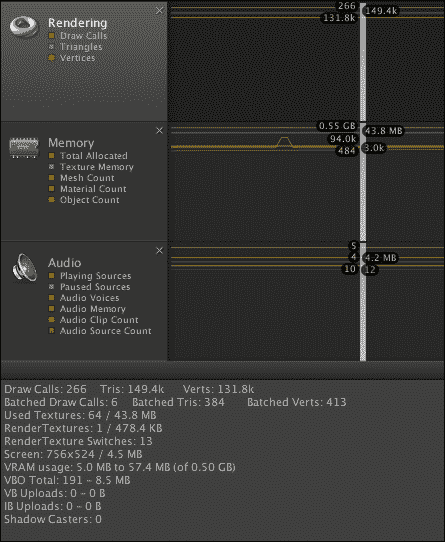 Rendering
Draw Calls
Triangles
Vertices
266
149.4k
131.8k
Memory
Total Allocated
Texture Memory
Mesh Count
Material Count
Object Count
0.55 GB
43.8 MB
94.0k
3.0k
484
Audio
Playing Sources
Paused Sources
Audio Voices
Audio Memory
Audio Clip Count
Audio Source Count
5
4
4.2 MB
10
12
Draw Calls: 266 Tris: 149.4k Verts: 131.8k
Batched Draw Calls: 6 Batched Tris: 384 Batched Verts: 413
Used Textures: 64 / 43.8 MB
RenderTextures: 1 / 478.4 KB
RenderTexture Switches: 13
Screen: 756x524 / 4.5 MB
VRAM usage: 5.0 MB to 57.4 MB (of 0.50 GB)
VBO Total: 191 - 8.5 MB
VB Uploads: 0 - 0 B
IB Uploads: 0 - 0 B
Shadow Casters: 0